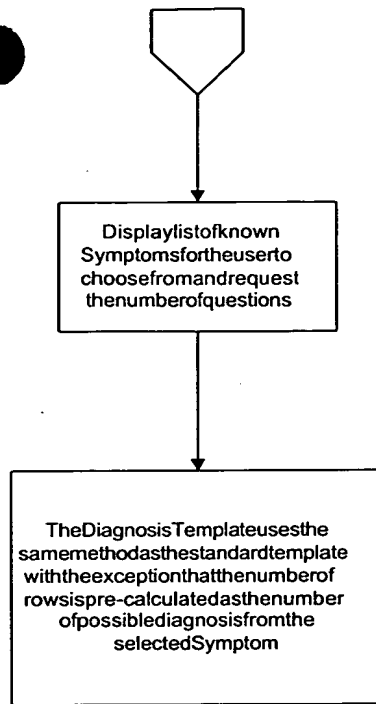 Displaylistofknown
Symptomsfortheuserto
choosefromandrequest
thenumberofquestions
TheDiagnosisTemplateusesthe
samemethodasthestandardtemplate
withtheexceptionthatthenumberof
rowsispre-calculatedasthenumber
ofpossiblediagnosisfromthe
selectedSymptom